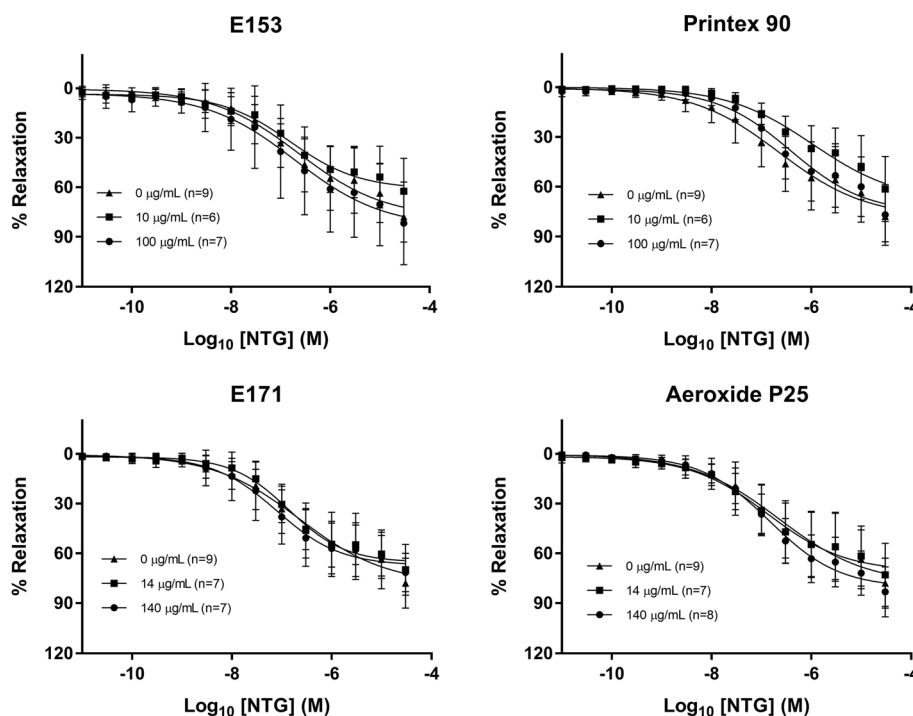 E153
% Relaxation
0
30
60
90
120
0 μg/mL (n=9)
10 μg/mL (n=6)
100 μg/mL (n=7)
-10
-8
-6
-4
Log10 [NTG] (M)
Printex 90
% Relaxation
0
30
60
90
120
0 μg/mL (n=9)
10 μg/mL (n=6)
100 μg/mL (n=7)
-10
-8
-6
-4
Log10 [NTG] (M)
E171
% Relaxation
0
30
60
90
120
0 μg/mL (n=9)
14 μg/mL (n=7)
140 μg/mL (n=7)
-10
-8
-6
-4
Log10 [NTG] (M)
Aeroxide P25
% Relaxation
0
30
60
90
120
0 μg/mL (n=9)
14 μg/mL (n=7)
140 μg/mL (n=8)
-10
-8
-6
-4
Log10 [NTG] (M)